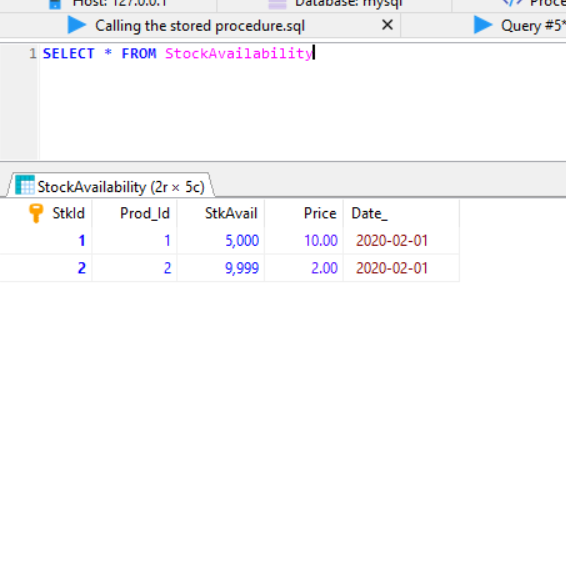 Host: 127.0.0.1 Database: mysql Proce
Calling the stored procedure.sql Query #5*
1 SELECT * FROM StockAvailability
StockAvailability (2r × 5c)
StkId Prod_Id StkAvail Price Date_
1 1 5,000 10.00 2020-02-01
2 2 9,999 2.00 2020-02-01